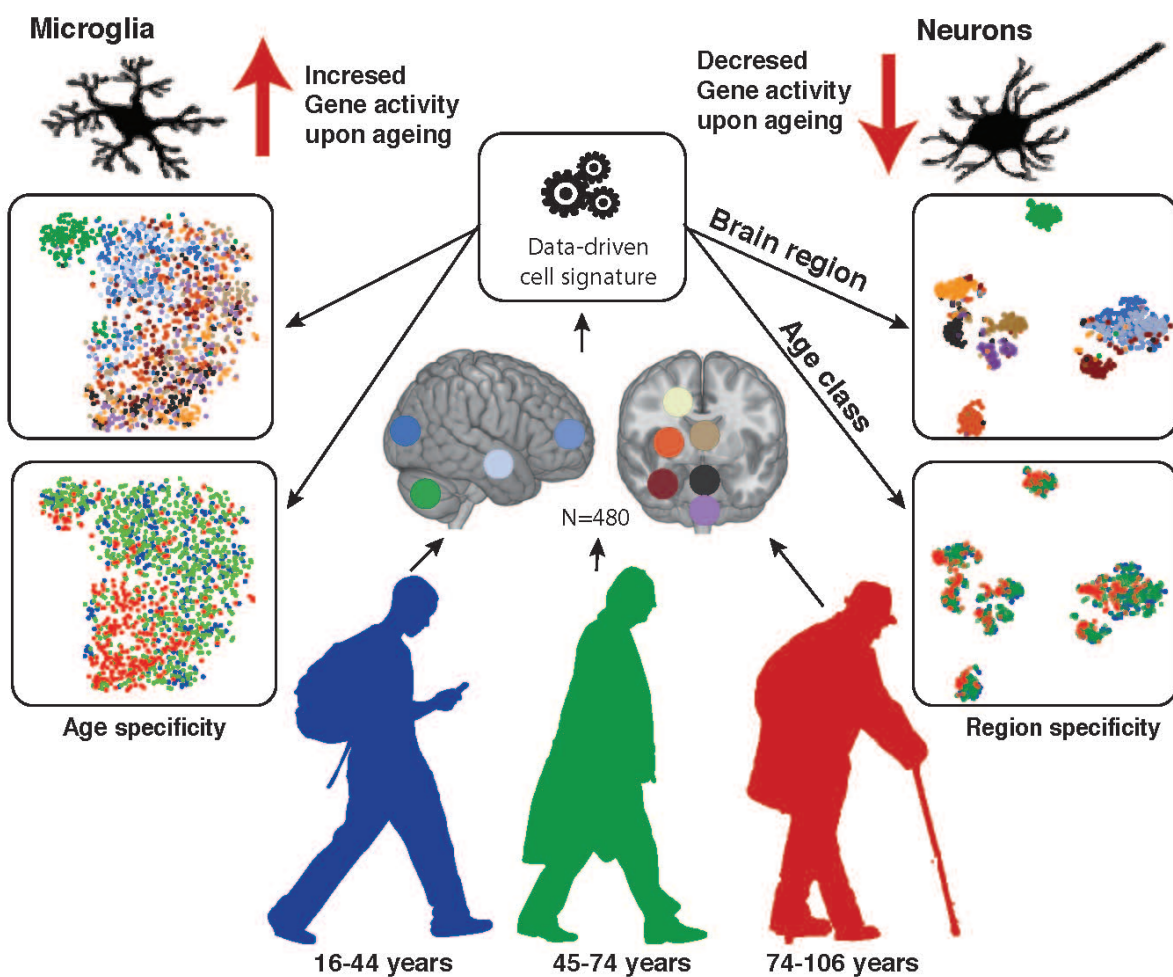 Microglia
Incresed
Gene activity
upon ageing
Decresed
Gene activity
upon ageing
Neurons
Data-driven
cell signature
Brain region
Age class
N=480
Age specificity
Region specificity
16-44 years
45-74 years
74-106 years